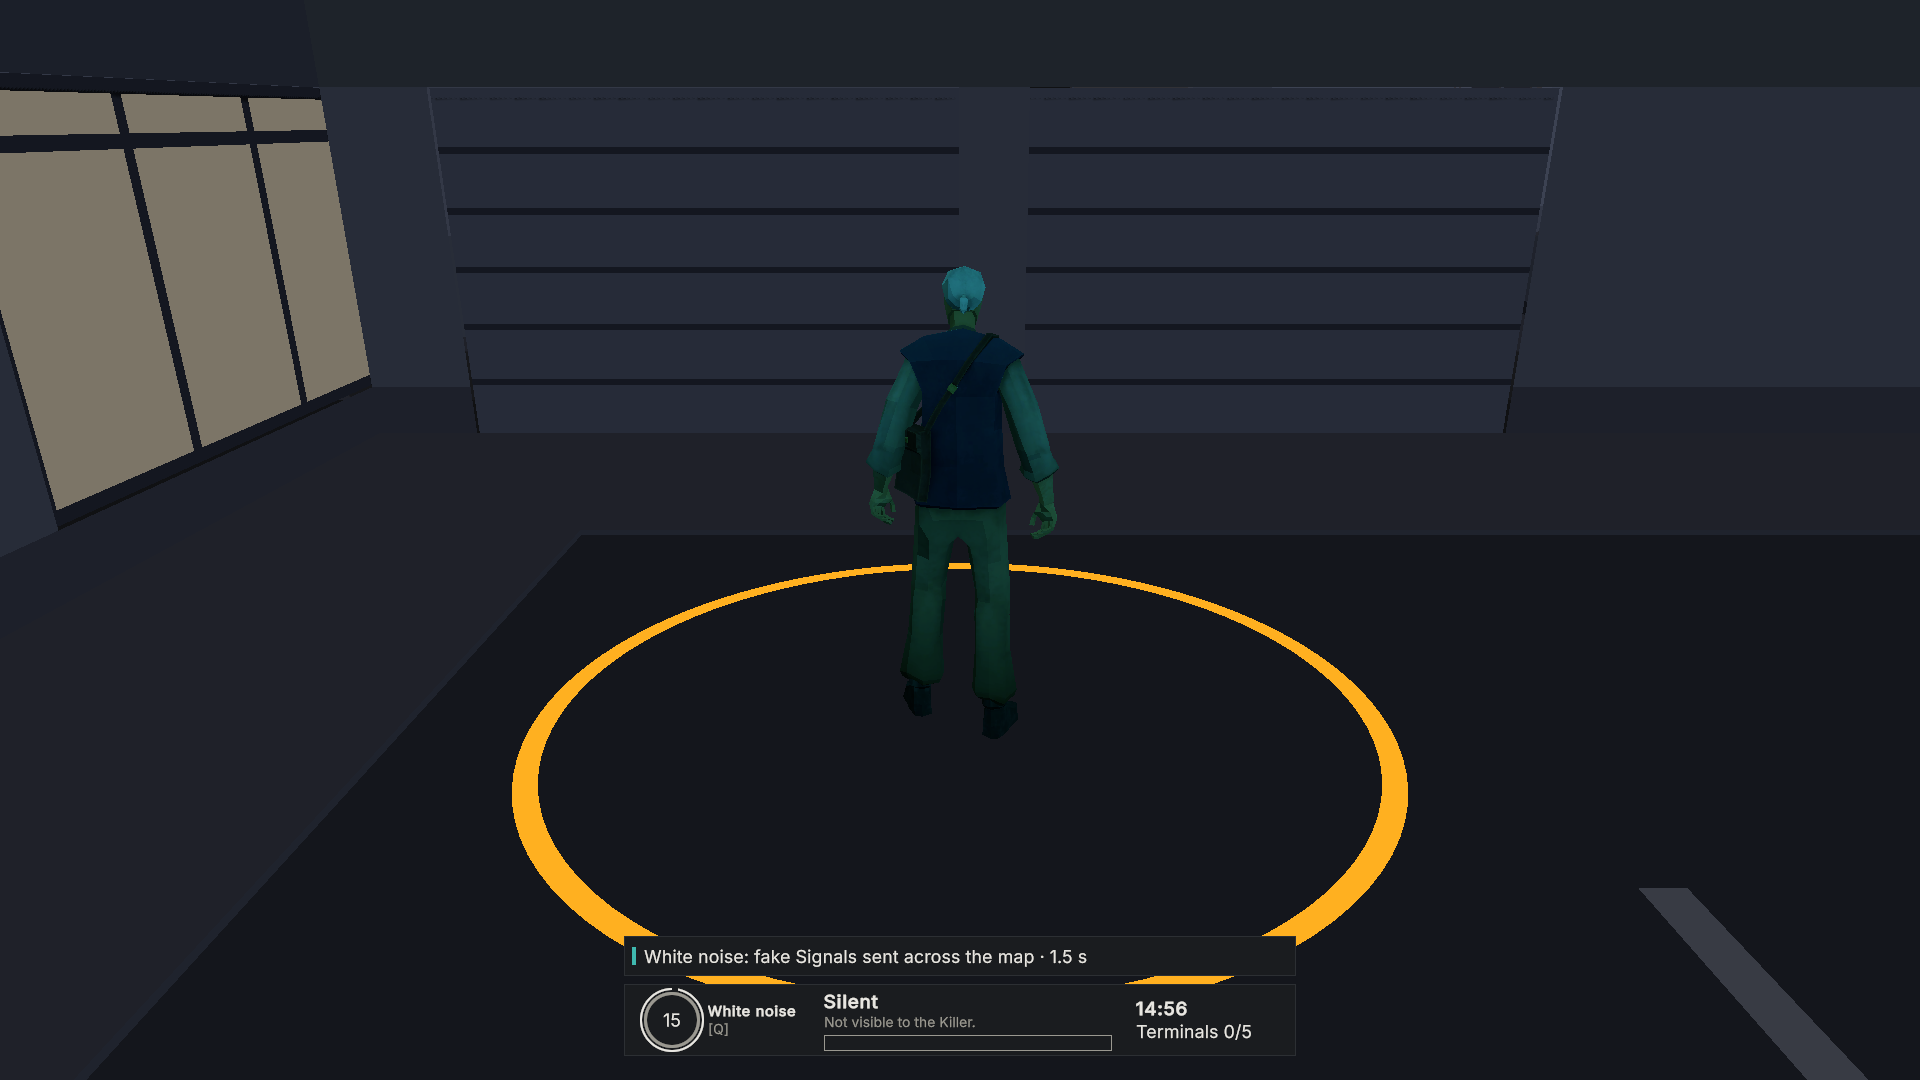 White noise: fake Signals sent across the map · 1.5 s
15
White noise
[Q]
Silent
Not visible to the Killer.
14:56
Terminals 0/5